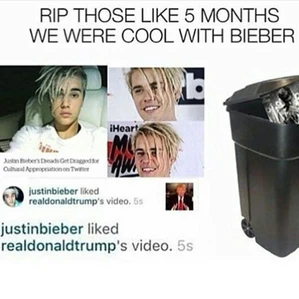 RIP THOSE LIKE 5 MONTHS
WE WERE COOL WITH BIEBER
iHeart
Justin Bieber's Dreads Get Dragged for
Cultural Appropriation on Twitter
justinbieber liked
realdonaldtrump's video. 5s
justinbieber liked
realdonaldtrump's video. 5s